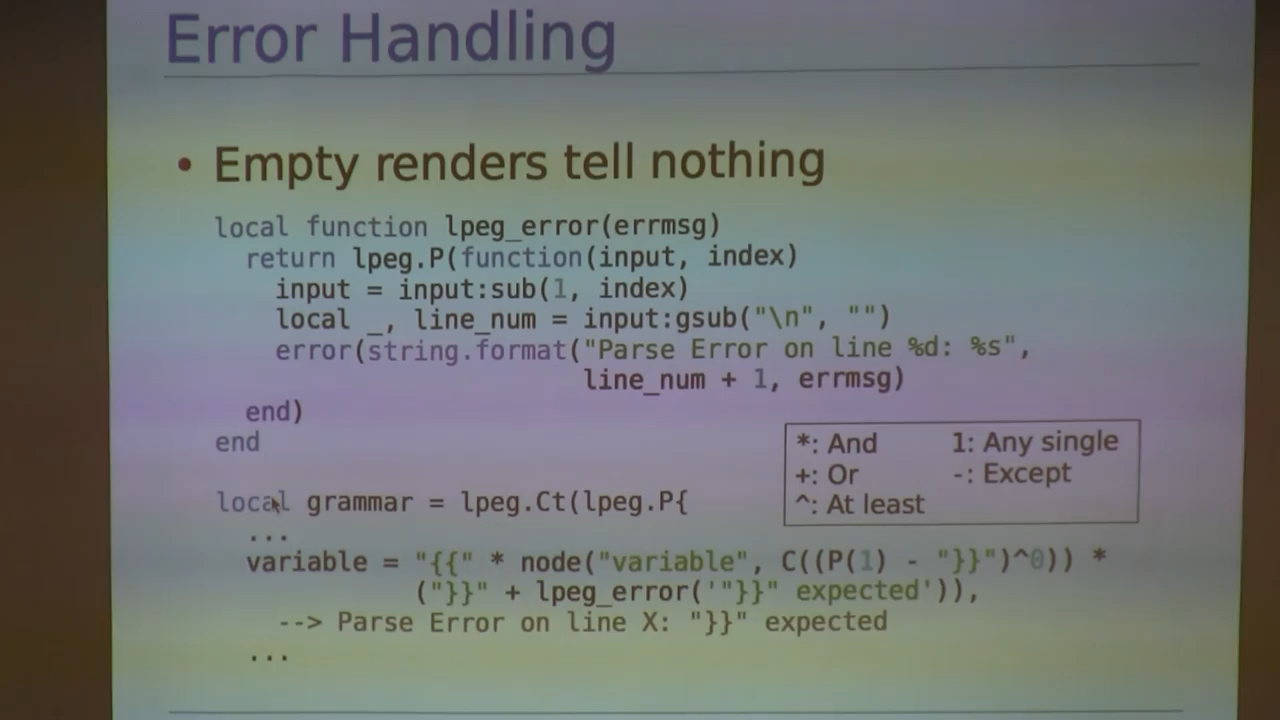 Error Handling
• Empty renders tell nothing
local function lpeg_error(errmsg)
return lpeg.P(function(input, index)
input = input:sub(1, index)
local _, line_num = input:gsub("\n", "")
error(string.format("Parse Error on line %d: %s",
line_num + 1, errmsg)
end)
end
*: And 1: Any single
+: Or -: Except
^: At least
local grammar = lpeg.Ct(lpeg.P{
...
variable = "{{" * node("variable", C((P(1) - "}}")^0)) *
("}}" + lpeg_error('"}}" expected')),
--> Parse Error on line X: "}}" expected
...